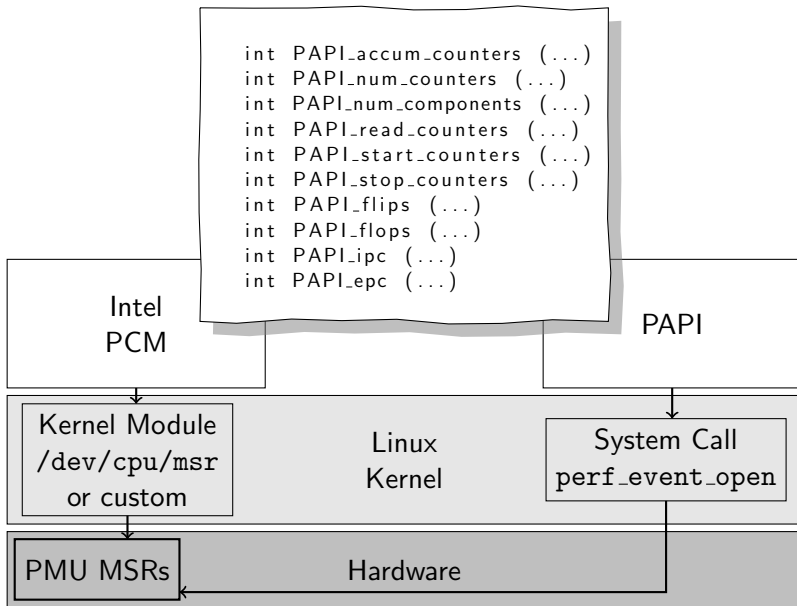 int PAPI_accum_counters (...)
int PAPI_num_counters (...)
int PAPI_num_components (...)
int PAPI_read_counters (...)
int PAPI_start_counters (...)
int PAPI_stop_counters (...)
int PAPI_flips (...)
int PAPI_flops (...)
int PAPI_ipc (...)
int PAPI_epc (...)
Intel
PCM
PAPI
Kernel Module
/dev/cpu/msr
or custom
Linux
Kernel
System Call
perf_event_open
PMU MSRs
Hardware